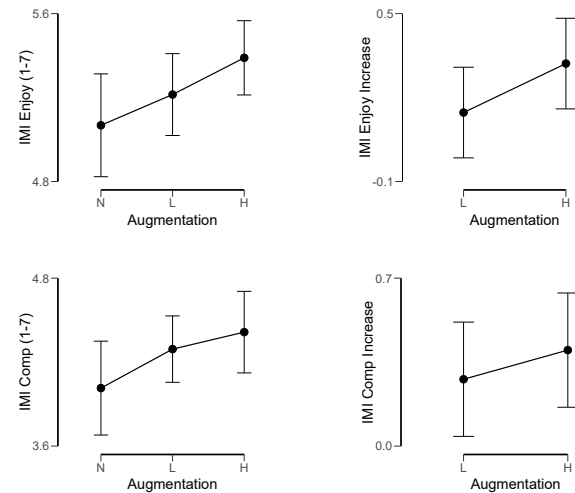 5.6
IMI Enjoy (1-7)
4.8
N L H
Augmentation
0.5
IMI Enjoy Increase
-0.1
L H
Augmentation
4.8
IMI Comp (1-7)
3.6
N L H
Augmentation
0.7
IMI Comp Increase
0.0
L H
Augmentation